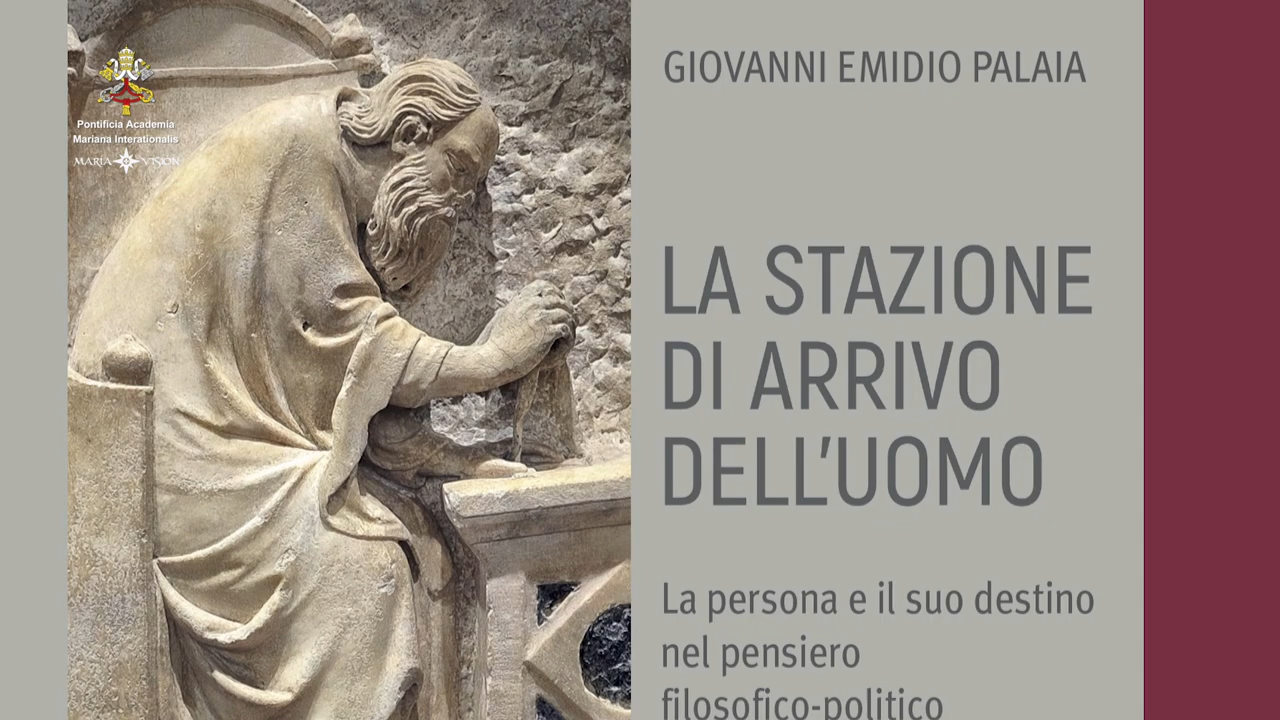 Pontificia Academia
Mariana Interationalis
MARIA VISION
GIOVANNI EMIDIO PALAIA
LA STAZIONE
DI ARRIVO
DELL'UOMO
La persona e il suo destino
nel pensiero
filosofico-politico